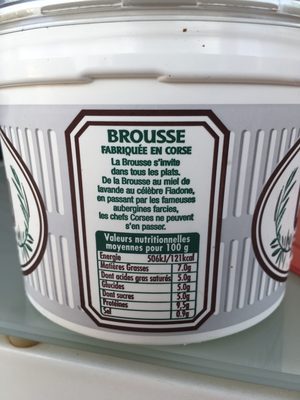 BROUSSE
FABRIQUÉE EN CORSE
La Brousse s'invite
dans tous les plats.
De la Brousse au miel de
lavande au célèbre Fiadone,
en passant par les fameuses
aubergines farcies,
les chefs Corses ne peuvent
s'en passer.
Valeurs nutritionnelles
moyennes pour 100 g
Energie 506kJ/121kcal
Matières Grasses 7.0g
Dont acides gras saturés 5.0g
Glucides 5.0g
Dont sucres 5.0g
Protéines 9.5g
Sel 0.9g